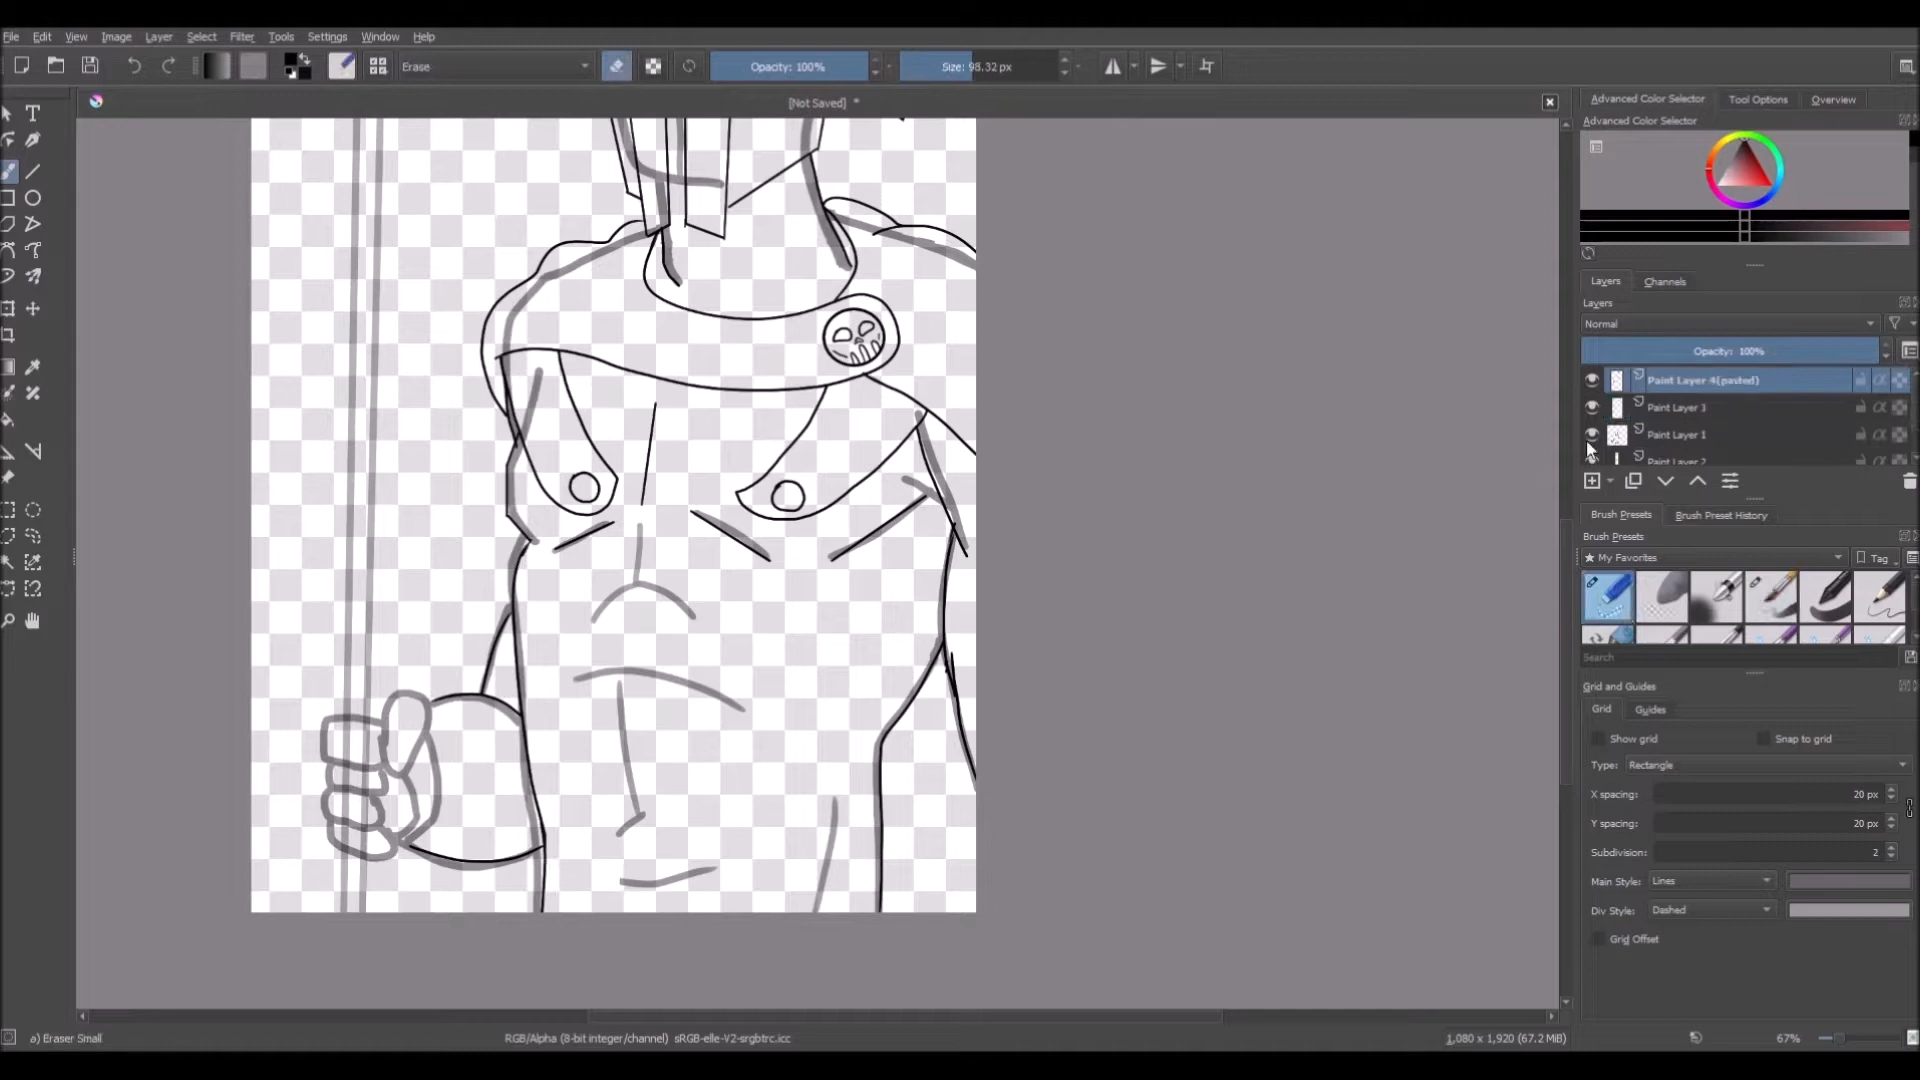 File Edit View Image Layer Select Filter Tools Settings Window Help
Erase Opacity: 100% Size: 98.32 px
[Not Saved] *
Advanced Color Selector Tool Options Overview
Advanced Color Selector
Layers Channels
Layers
Normal
Opacity: 100%
Paint Layer 4(pasted)
Paint Layer 3
Paint Layer 1
Paint Layer 2
Brush Presets Brush Preset History
Brush Presets
★ My Favorites Tag
Search
Grid and Guides
Grid Guides
Show grid Snap to grid
Type: Rectangle
X spacing: 20 px
Y spacing: 20 px
Subdivision: 2
Main Style: Lines
Div Style: Dashed
Grid Offset
a) Eraser Small RGB/Alpha (8-bit integer/channel) sRGB-elle-V2-srgbtrc.icc 1,080 x 1,920 (67.2 MiB) 67%